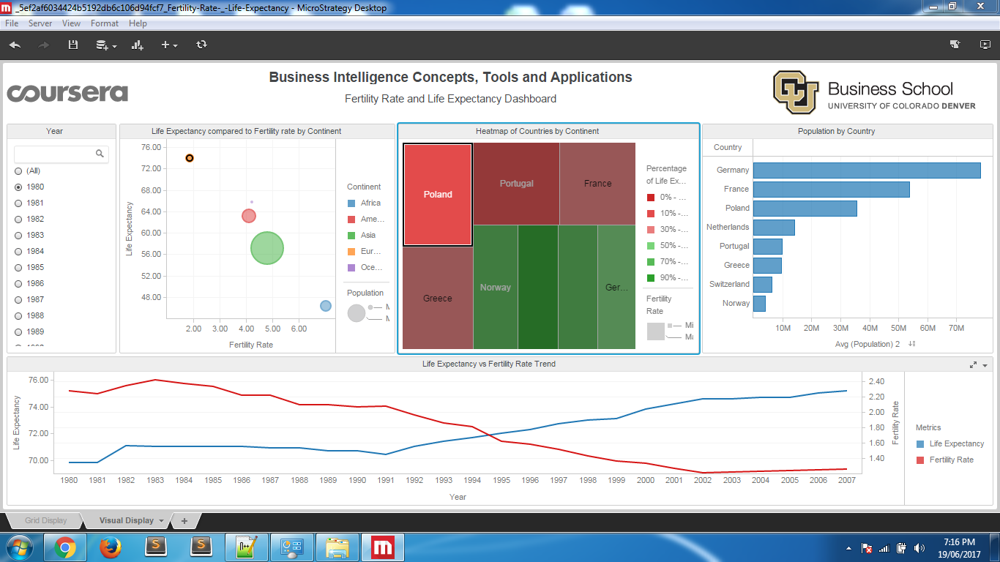 _5ef2af6034424b5192db6c106d94fcf7_Fertility-Rate-_-Life-Expectancy - MicroStrategy Desktop
File Server View Format Help
coursera
Business Intelligence Concepts, Tools and Applications
Fertility Rate and Life Expectancy Dashboard
CU
Business School
UNIVERSITY OF COLORADO DENVER
Year
(All)
1980
1981
1982
1983
1984
1985
1986
1987
1988
1989
Life Expectancy compared to Fertility rate by Continent
Life Expectancy
76.00
72.00
68.00
64.00
60.00
56.00
52.00
48.00
2.00 3.00 4.00 5.00 6.00
Fertility Rate
Continent
Africa
Ame...
Asia
Eur...
Oce...
Population
Heatmap of Countries by Continent
Poland
Portugal
France
Greece
Norway
Ger...
Percentage
of Life Ex...
0% - ...
10% -...
30% -...
50% -...
70% -...
90% -...
Fertility
Rate
Mi
Population by Country
Country
Germany
France
Poland
Netherlands
Portugal
Greece
Switzerland
Norway
10M 20M 30M 40M 50M 60M 70M
Avg (Population) 2
Life Expectancy vs Fertility Rate Trend
Life Expectancy
76.00
74.00
72.00
70.00
1980 1981 1982 1983 1984 1985 1986 1987 1988 1989 1990 1991 1992 1993 1994 1995 1996 1997 1998 1999 2000 2001 2002 2003 2004 2005 2006 2007
Year
2.40
2.20
2.00
1.80
1.60
1.40
Fertility Rate
Metrics
Life Expectancy
Fertility Rate
Grid Display
Visual Display
7:16 PM
19/06/2017